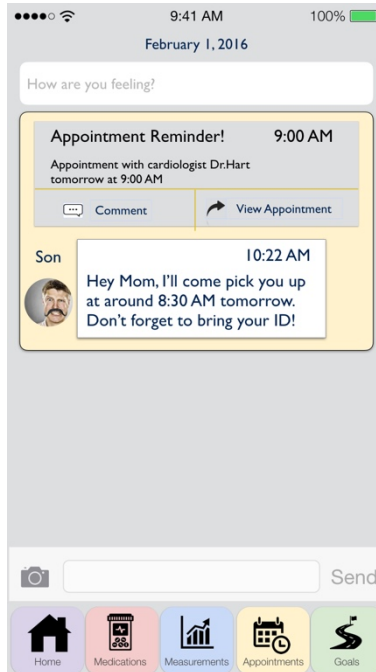 9:41 AM 100%
February 1, 2016
How are you feeling?
Appointment Reminder! 9:00 AM
Appointment with cardiologist Dr.Hart
tomorrow at 9:00 AM
Comment View Appointment
Son 10:22 AM
Hey Mom, I'll come pick you up
at around 8:30 AM tomorrow.
Don't forget to bring your ID!
Send
Home Medications Measurements Appointments Goals